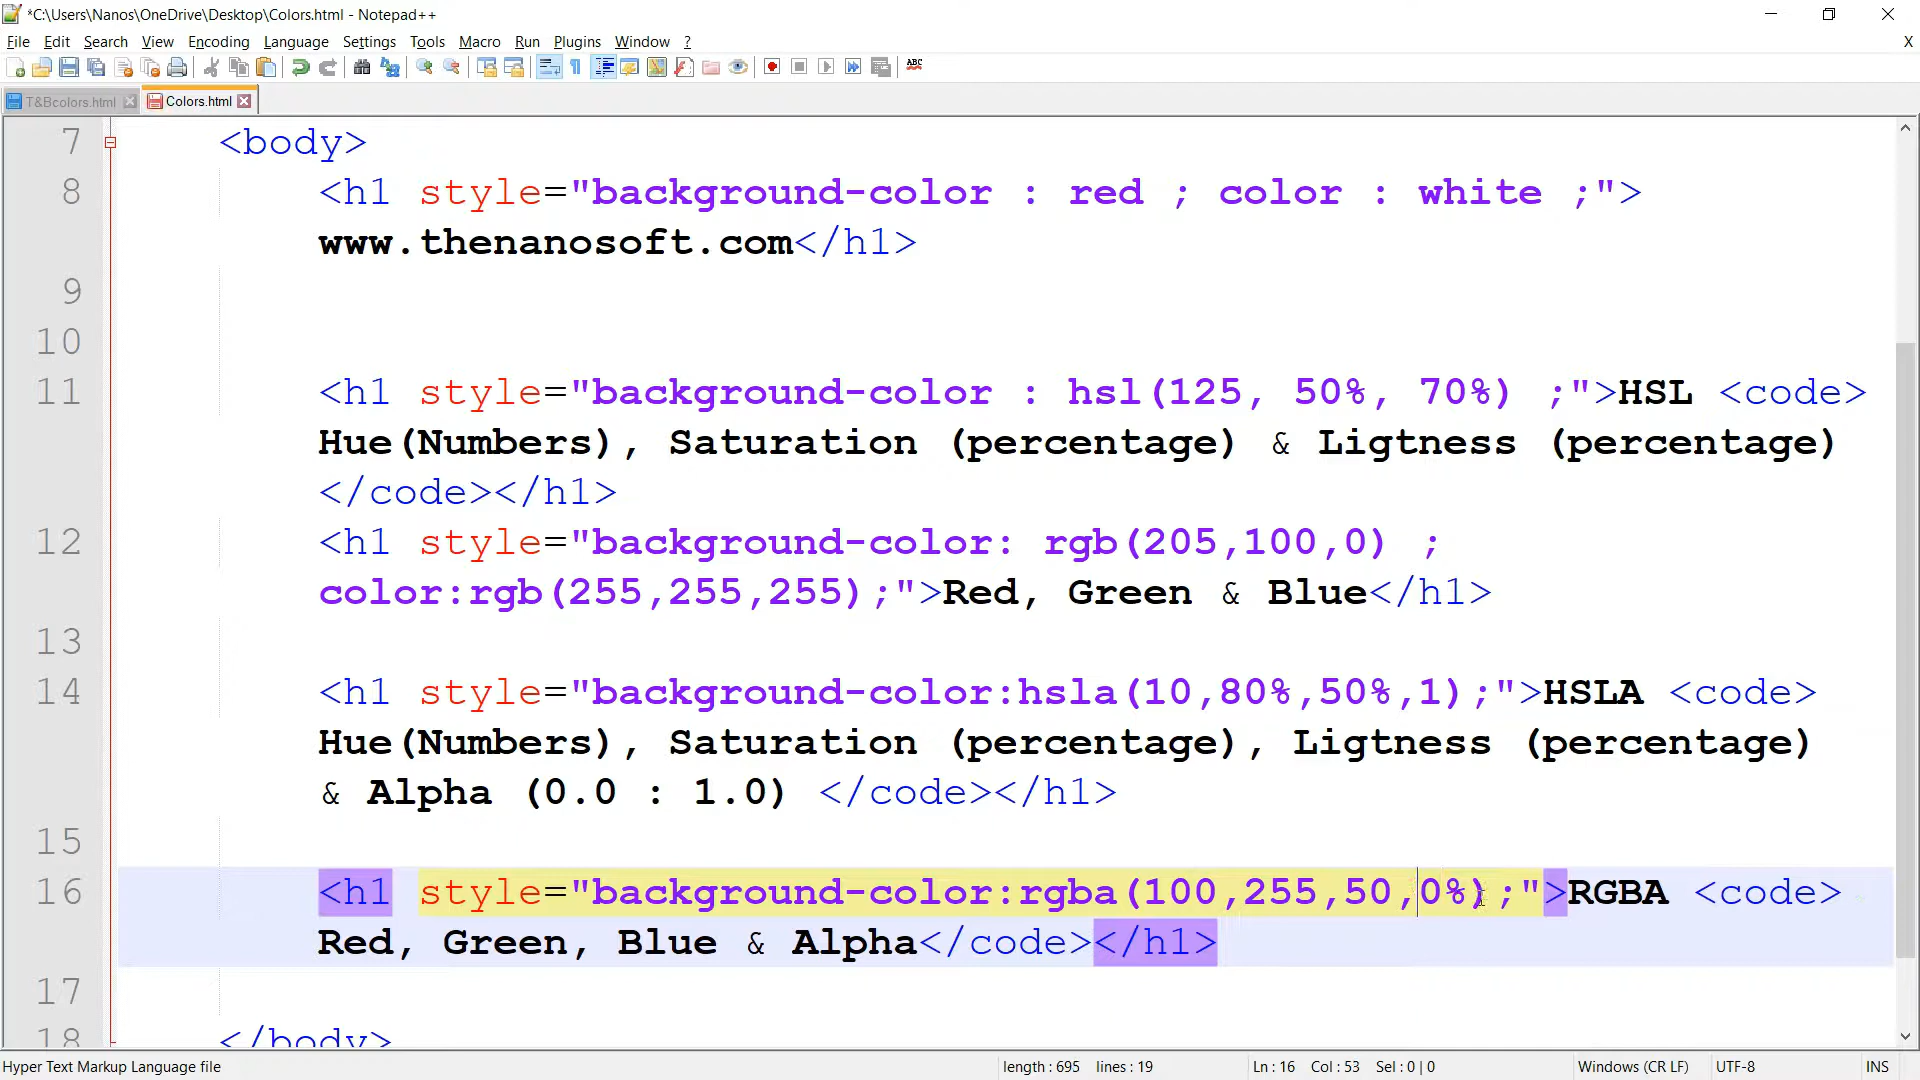 *C:\Users\Nanos\OneDrive\Desktop\Colors.html - Notepad++
File Edit Search View Encoding Language Settings Tools Macro Run Plugins Window ? X
ABC
T&Bcolors.html Colors.html
7 <body>
8 <h1 style="background-color : red ; color : white ;">
www.thenanosoft.com</h1>
9
10
11 <h1 style="background-color : hsl(125, 50%, 70%) ;">HSL <code>
Hue(Numbers), Saturation (percentage) & Ligtness (percentage)
</code></h1>
12 <h1 style="background-color: rgb(205,100,0) ;
color:rgb(255,255,255);">Red, Green & Blue</h1>
13
14 <h1 style="background-color:hsla(10,80%,50%,1);">HSLA <code>
Hue(Numbers), Saturation (percentage), Ligtness (percentage)
& Alpha (0.0 : 1.0) </code></h1>
15
16 <h1 style="background-color:rgba(100,255,50,0%);">RGBA <code>
Red, Green, Blue & Alpha</code></h1>
17
18 </body>
Hyper Text Markup Language file length : 695 lines : 19 Ln : 16 Col : 53 Sel : 0 | 0 Windows (CR LF) UTF-8 INS